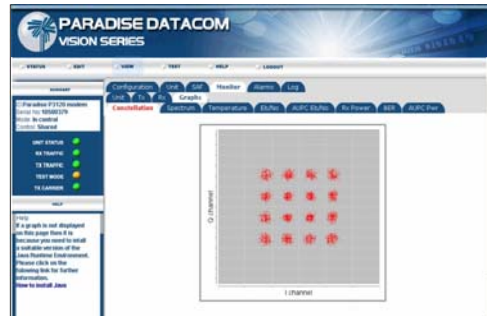 PARADISE DATACOM
VISION SERIES
STATUS EDIT VIEW TEST HELP LOGOUT
SUMMARY
Paradise P3120 modem
Serial No
Mode: In control
Control: Shared
UNIT STATUS
RX TRAFFIC
TX TRAFFIC
TEST MODE
TX CARRIER
HELP
Help
If a graph is not displayed
on this page then it is
because you need to install
a suitable version of the
Java Runtime Environment.
Please click on the
following link for further
information.
How to install Java
Configuration Unit SAF Monitor Alarms Log
Unit Tx Rx Graphs
Constellation Spectrum Temperature Eb/No AUPC Eb/No Rx Power BER AUPC Pwr
Q channel
I channel